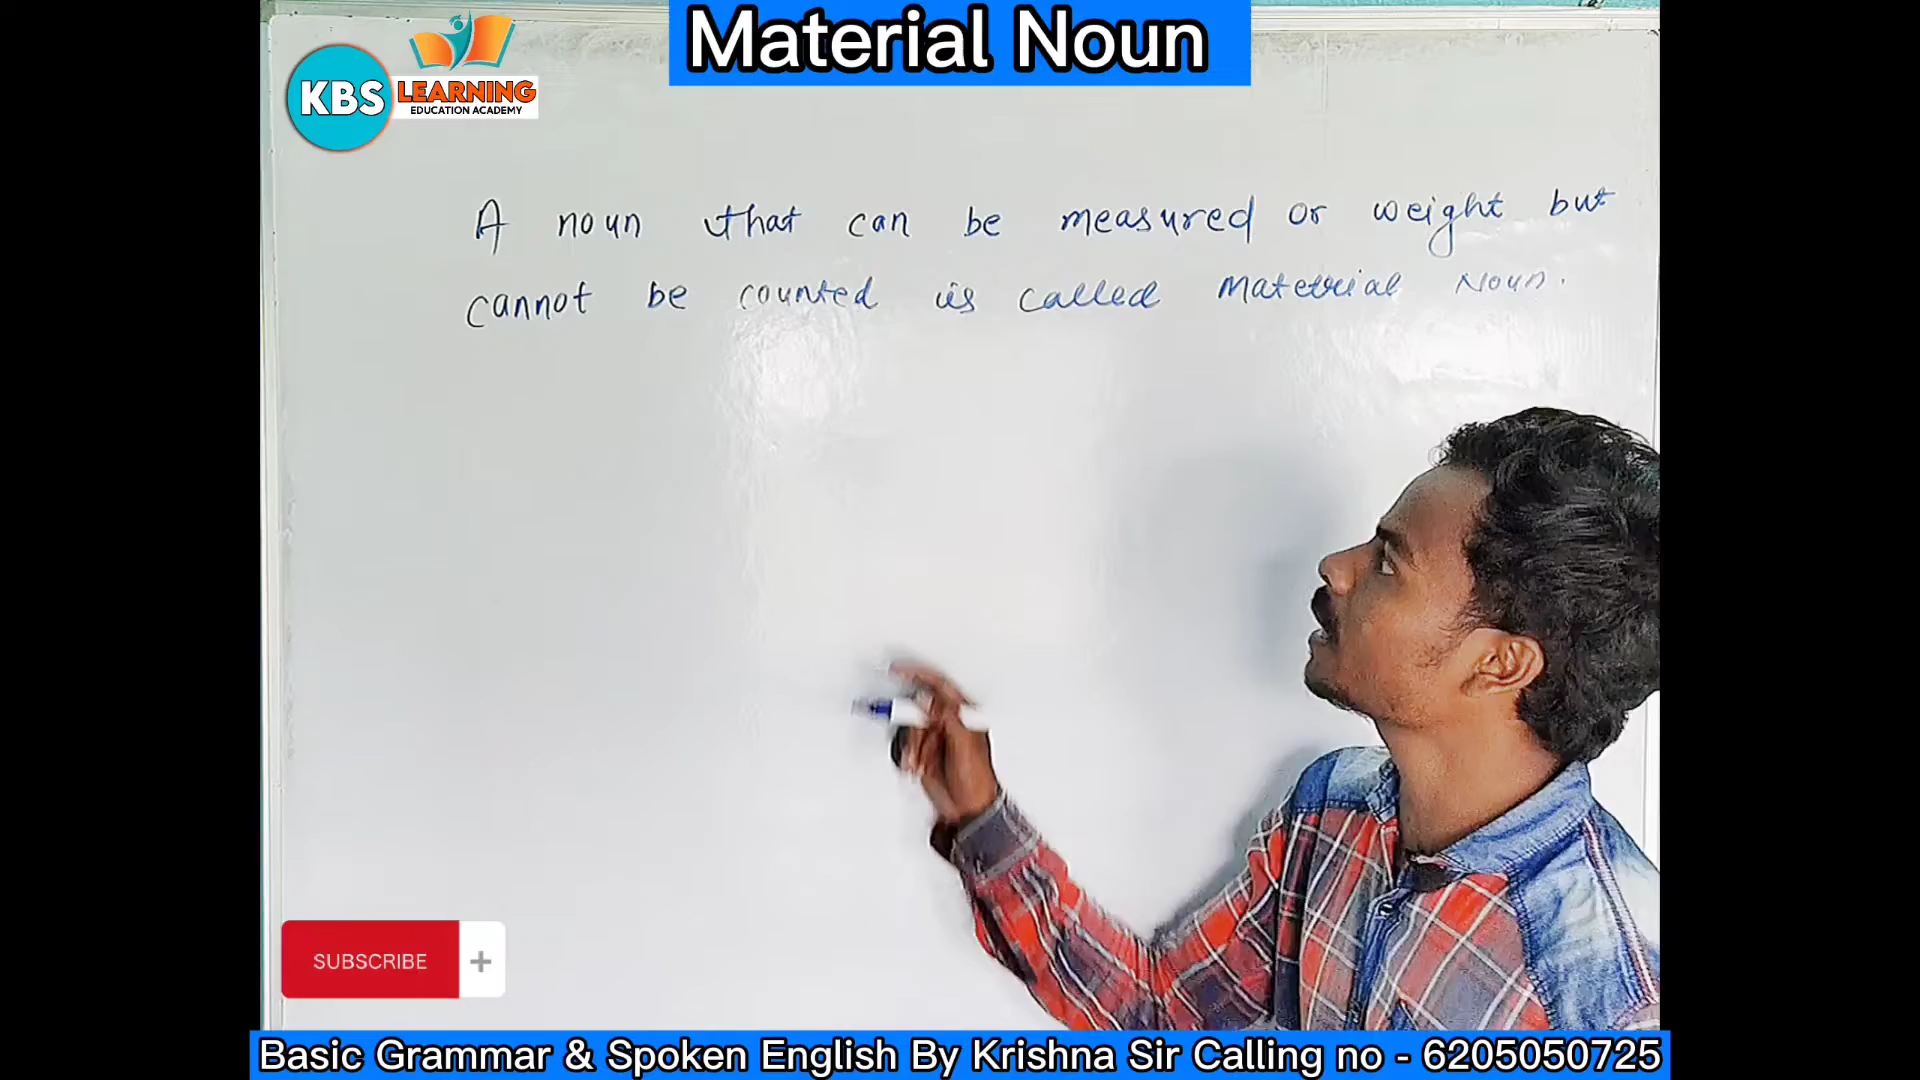 Material Noun
KBS
LEARNING
EDUCATION ACADEMY
A noun that can be measured or weight but
cannot be counted is called Material Noun.
SUBSCRIBE +
Basic Grammar & Spoken English By Krishna Sir Calling no - 6205050725